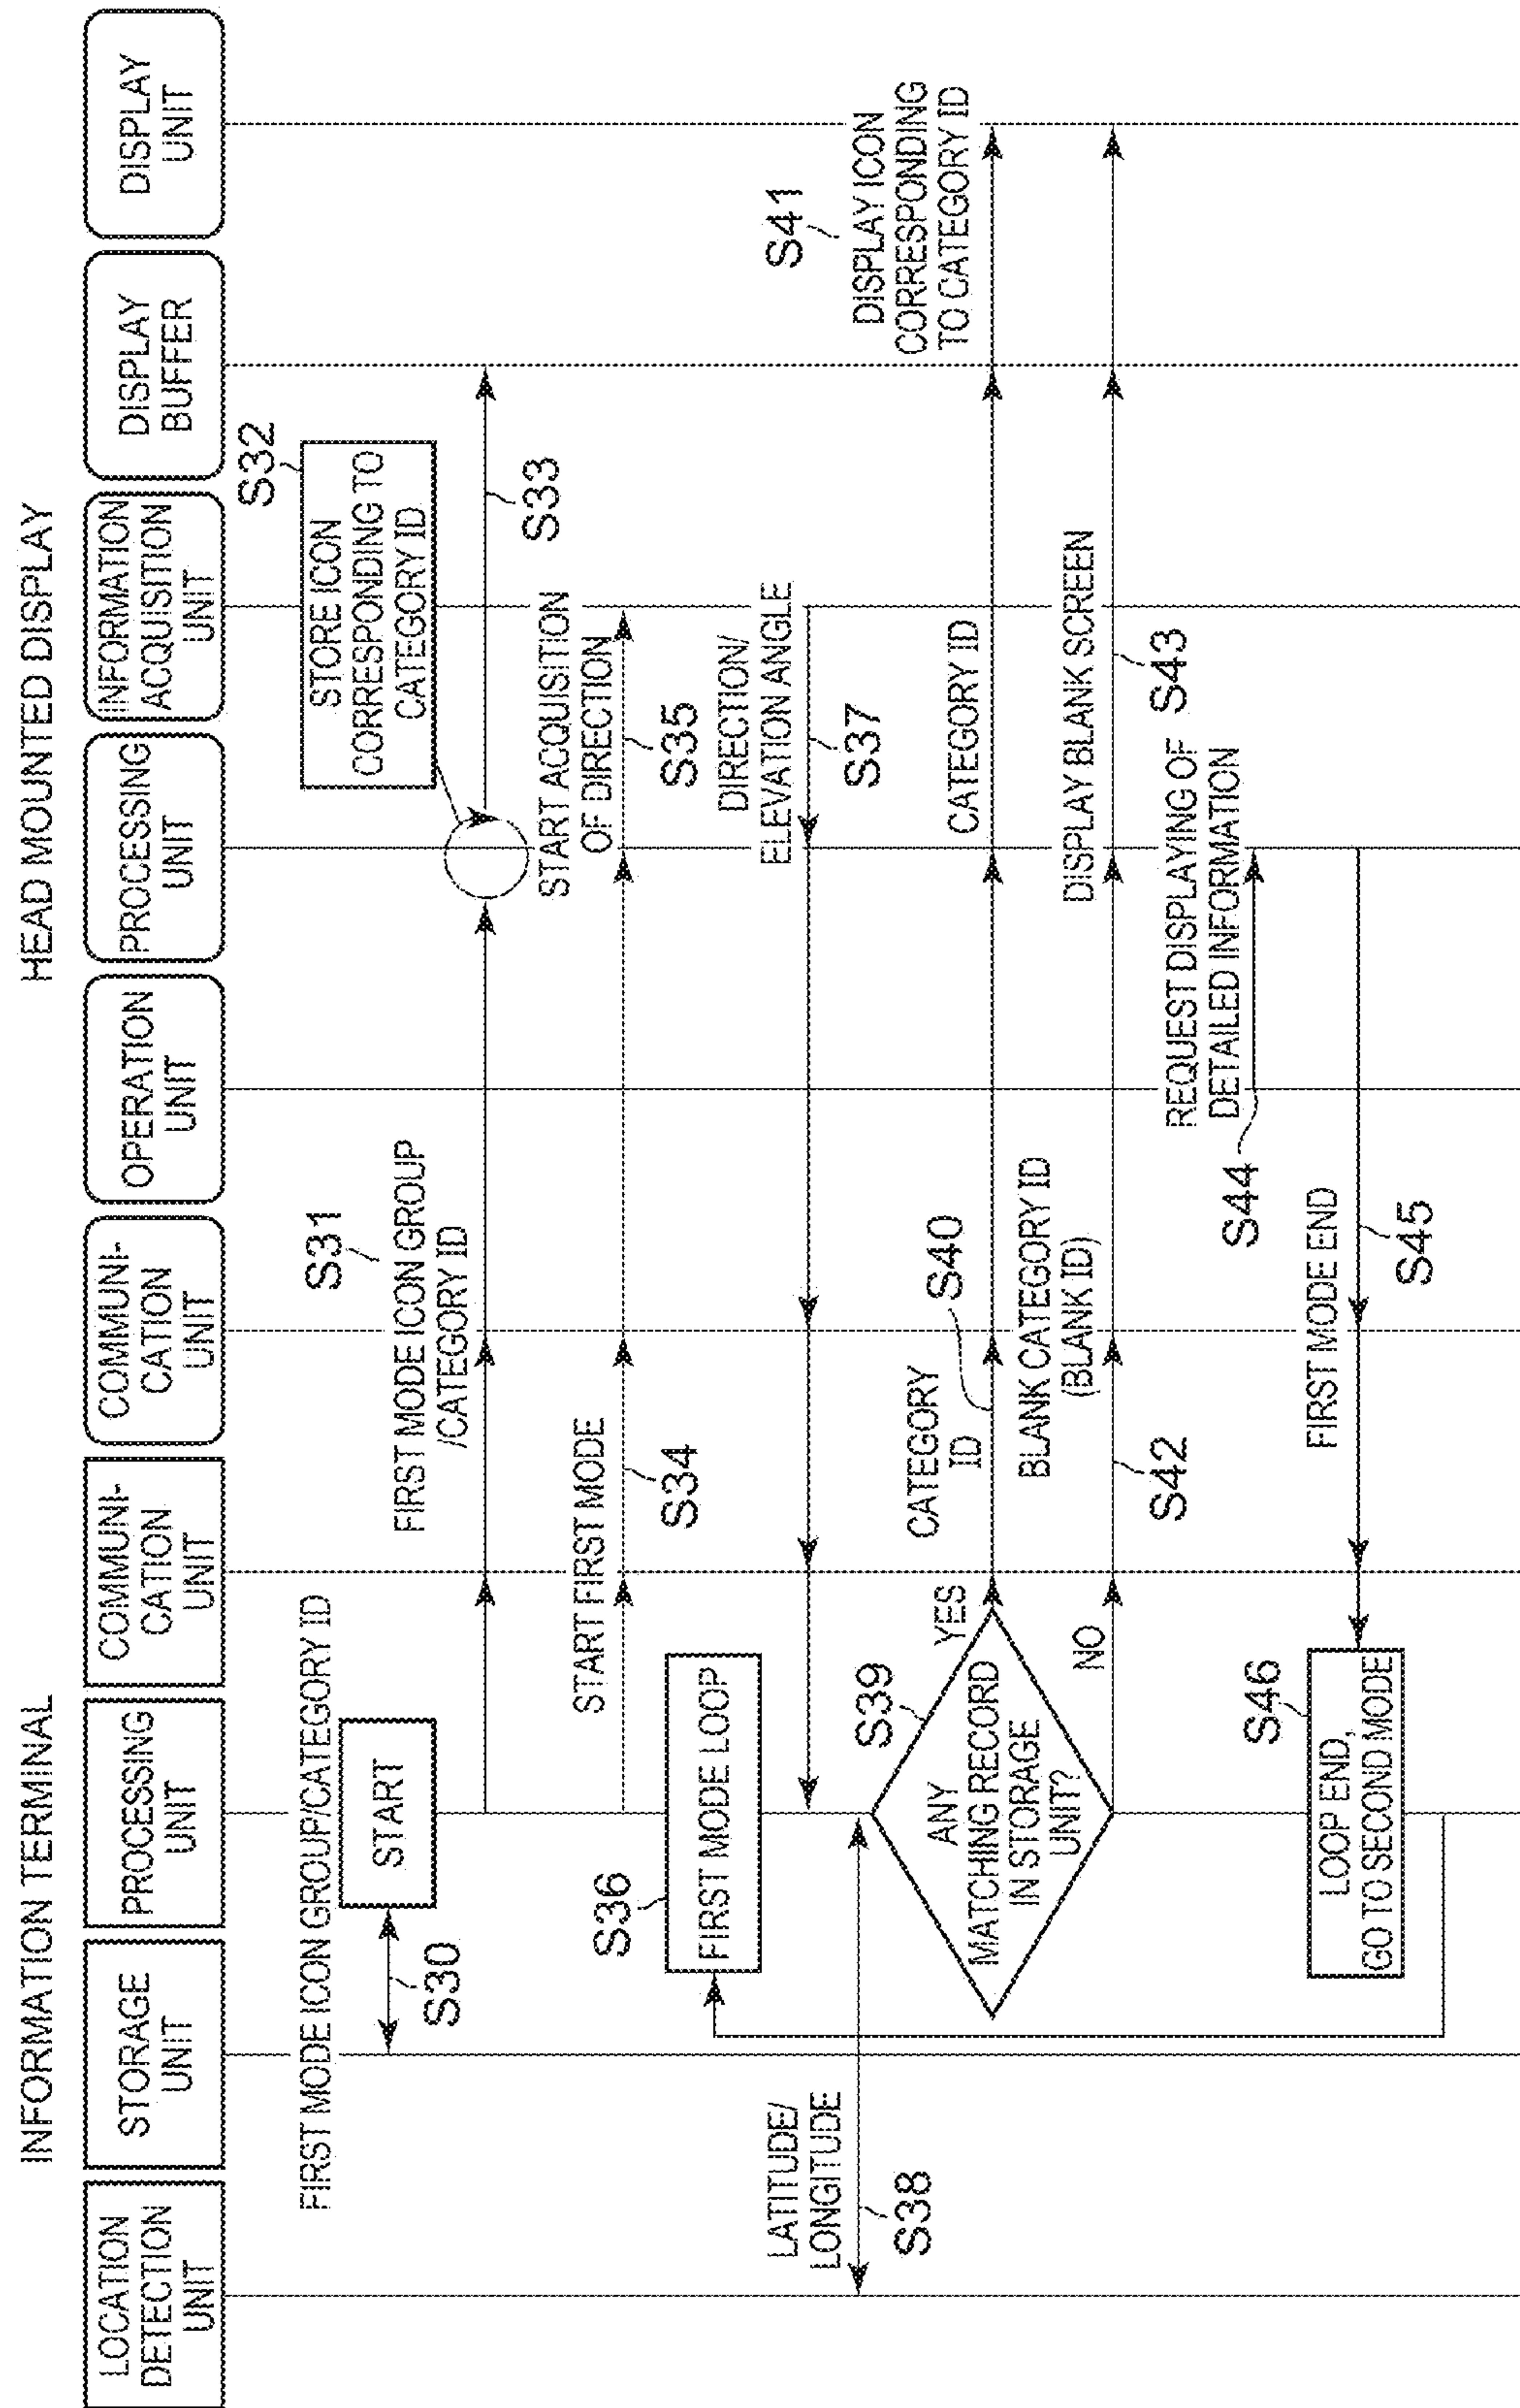 INFORMATION TERMINAL
HEAD MOUNTED DISPLAY
LOCATION
DETECTION
UNIT
STORAGE
UNIT
PROCESSING
UNIT
COMMUNI-
CATION
UNIT
COMMUNI-
CATION
UNIT
OPERATION
UNIT
PROCESSING
UNIT
INFORMATION
ACQUISITION
UNIT
DISPLAY
BUFFER
DISPLAY
UNIT
FIRST MODE ICON GROUP/CATEGORY ID
START
S30
S31
FIRST MODE ICON GROUP
/CATEGORY ID
S32
STORE ICON
CORRESPONDING TO
CATEGORY ID
S33
START FIRST MODE
S34
START ACQUISITION
OF DIRECTION
S35
S36
FIRST MODE LOOP
DIRECTION/
ELEVATION ANGLE
S37
LATITUDE/
LONGITUDE
S38
S39
ANY
MATCHING RECORD
IN STORAGE
UNIT?
YES
CATEGORY
ID
S40
CATEGORY ID
S41
DISPLAY ICON
CORRESPONDING
TO CATEGORY ID
NO
BLANK CATEGORY ID
(BLANK ID)
S42
DISPLAY BLANK SCREEN
S43
REQUEST DISPLAYING OF
DETAILED INFORMATION
S44
FIRST MODE END
S45
S46
LOOP END,
GO TO SECOND MODE